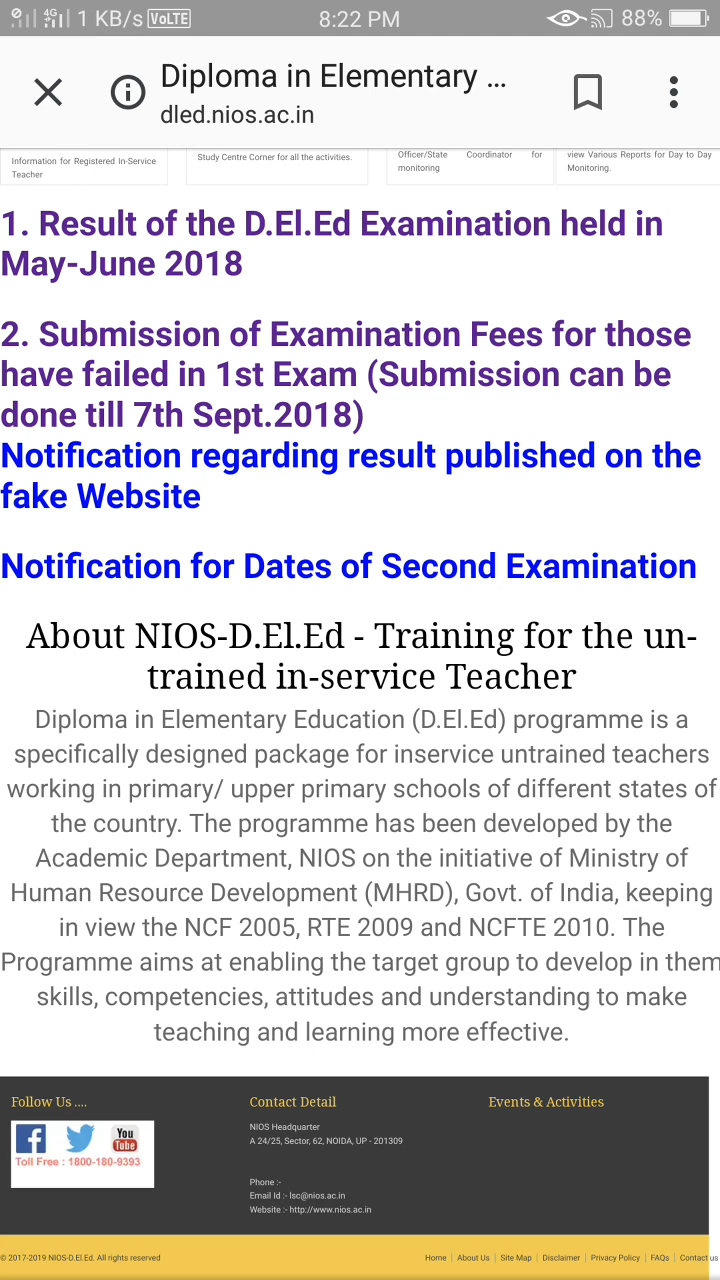 4G 1 KB/s VoLTE 8:22 PM 88%
Diploma in Elementary ...
dled.nios.ac.in
Information for Registered In-Service
Teacher
Study Centre Corner for all the activities.
Officer/State Coordinator for
monitoring
view Various Reports for Day to Day
Monitoring.
1. Result of the D.El.Ed Examination held in
May-June 2018
2. Submission of Examination Fees for those
have failed in 1st Exam (Submission can be
done till 7th Sept.2018)
Notification regarding result published on the
fake Website
Notification for Dates of Second Examination
About NIOS-D.El.Ed - Training for the un-
trained in-service Teacher
Diploma in Elementary Education (D.El.Ed) programme is a
specifically designed package for inservice untrained teachers
working in primary/ upper primary schools of different states of
the country. The programme has been developed by the
Academic Department, NIOS on the initiative of Ministry of
Human Resource Development (MHRD), Govt. of India, keeping
in view the NCF 2005, RTE 2009 and NCFTE 2010. The
Programme aims at enabling the target group to develop in them
skills, competencies, attitudes and understanding to make
teaching and learning more effective.
Follow Us ....
You
Tube
Toll Free : 1800-180-9393
Contact Detail
NIOS Headquarter
A 24/25, Sector, 62, NOIDA, UP - 201309
Phone :-
Email Id :- lsc@nios.ac.in
Website :- http://www.nios.ac.in
Events & Activities
© 2017-2019 NIOS-D.El.Ed. All rights reserved
Home | About Us | Site Map | Disclaimer | Privacy Policy | FAQs | Contact us